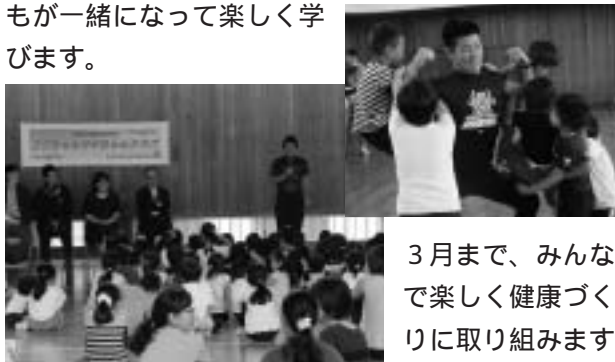 もが一緒になって楽しく学
びます。
３月まで、みんな
で楽しく健康づく
りに取り組みます